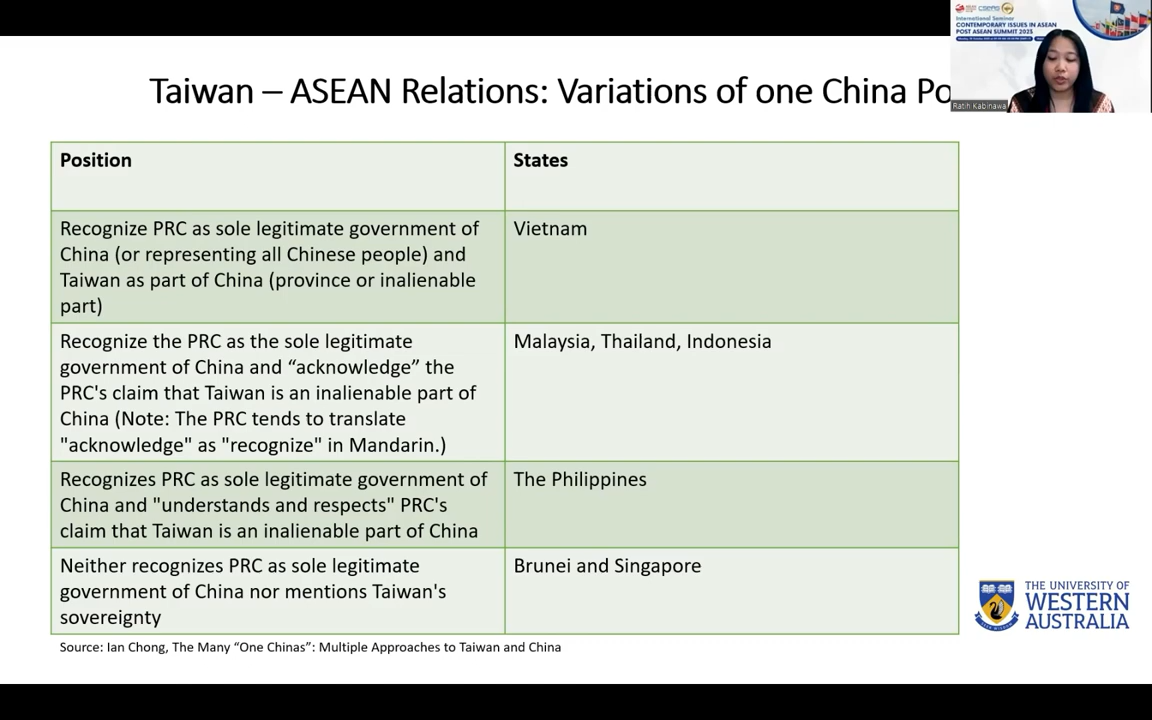 Taiwan – ASEAN Relations: Variations of one China Po
International Seminar
CONTEMPORARY ISSUES IN ASEAN
POST ASEAN SUMMIT 2023
Ratih Kabinawa
Position
States
Recognize PRC as sole legitimate government of
China (or representing all Chinese people) and
Taiwan as part of China (province or inalienable
part)
Vietnam
Recognize the PRC as the sole legitimate
government of China and “acknowledge” the
PRC's claim that Taiwan is an inalienable part of
China (Note: The PRC tends to translate
"acknowledge" as "recognize" in Mandarin.)
Malaysia, Thailand, Indonesia
Recognizes PRC as sole legitimate government of
China and "understands and respects" PRC's
claim that Taiwan is an inalienable part of China
The Philippines
Neither recognizes PRC as sole legitimate
government of China nor mentions Taiwan's
sovereignty
Brunei and Singapore
Source: Ian Chong, The Many “One Chinas”: Multiple Approaches to Taiwan and China
THE UNIVERSITY OF
WESTERN
AUSTRALIA